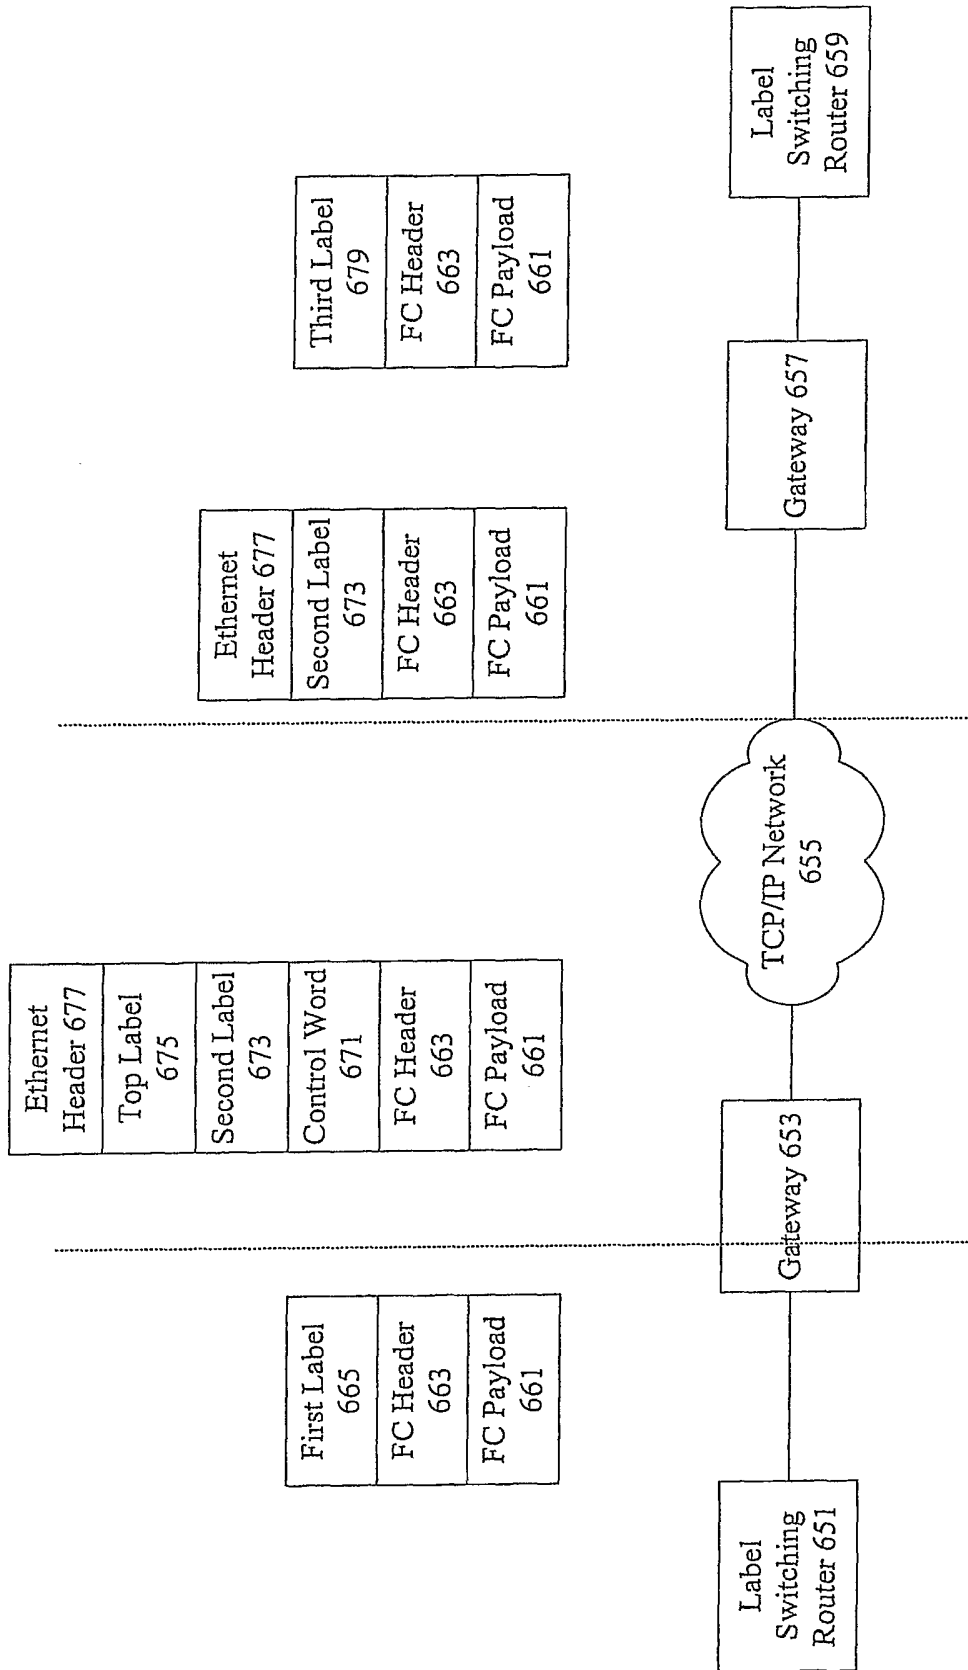 First Label
665
FC Header
663
FC Payload
661
Ethernet
Header 677
Top Label
675
Second Label
673
Control Word
671
FC Header
663
FC Payload
661
Ethernet
Header 677
Second Label
673
FC Header
663
FC Payload
661
Third Label
679
FC Header
663
FC Payload
661
Label
Switching
Router 651
Gateway 653
TCP/IP Network
655
Gateway 657
Label
Switching
Router 659